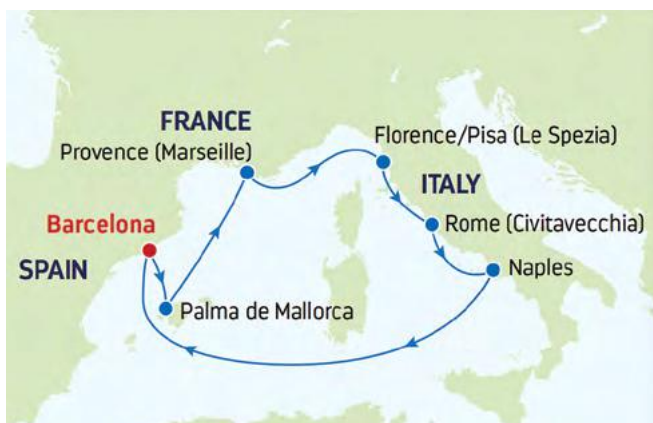 FRANCE
Provence (Marseille)
Florence/Pisa (Le Spezia)
ITALY
Barcelona
Rome (Civitavecchia)
SPAIN
Naples
Palma de Mallorca